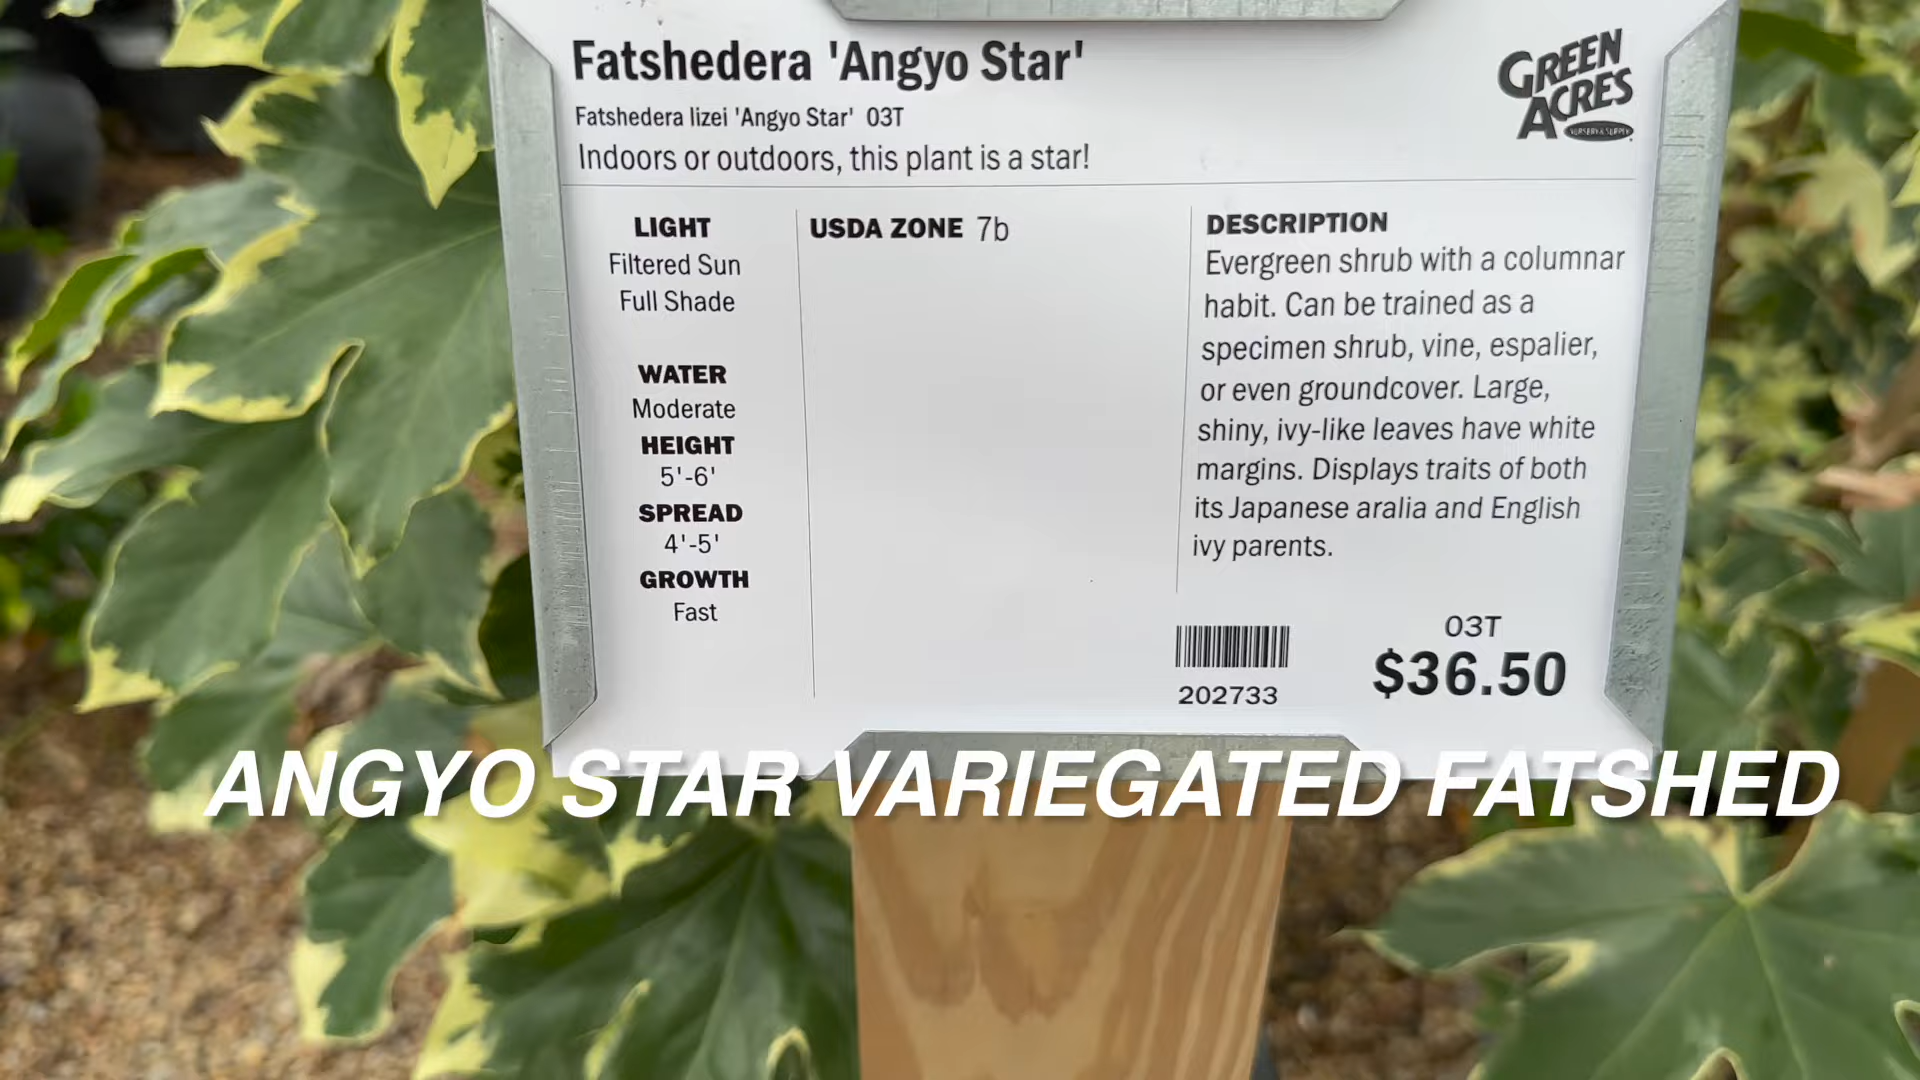 Fatshedera 'Angyo Star'
Fatshedera lizei 'Angyo Star' 03T
Indoors or outdoors, this plant is a star!
GREEN
ACRES
NURSERY & SUPPLY
LIGHT
Filtered Sun
Full Shade
WATER
Moderate
HEIGHT
5'-6'
SPREAD
4'-5'
GROWTH
Fast
USDA ZONE 7b
DESCRIPTION
Evergreen shrub with a columnar
habit. Can be trained as a
specimen shrub, vine, espalier,
or even groundcover. Large,
shiny, ivy-like leaves have white
margins. Displays traits of both
its Japanese aralia and English
ivy parents.
202733
03T
$36.50
ANGYO STAR VARIEGATED FATSHED